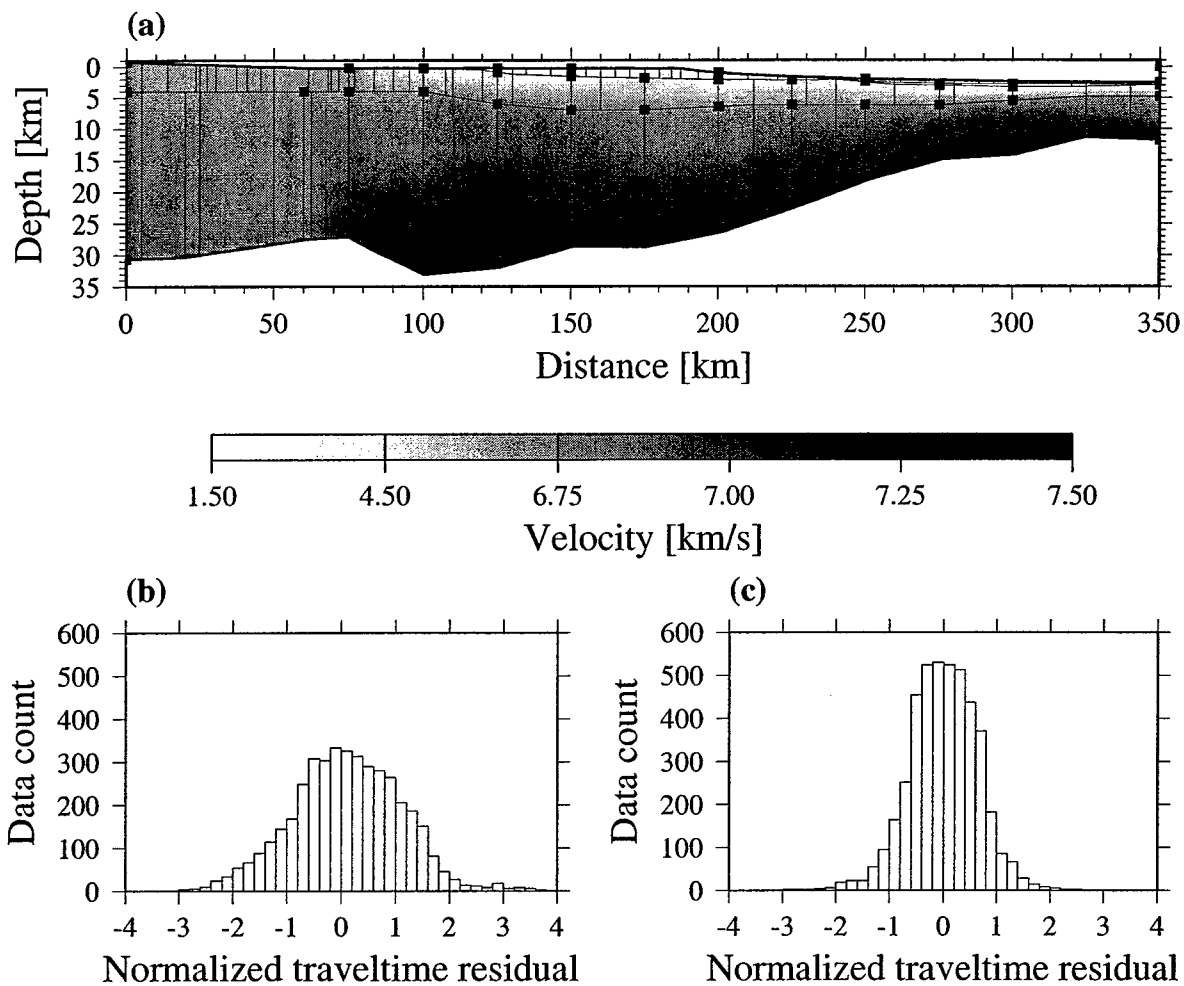 (a)
0
5
10
15
20
25
30
35
Depth [km]
0 50 100 150 200 250 300 350
Distance [km]
1.50 4.50 6.75 7.00 7.25 7.50
Velocity [km/s]
(b)
600
500
400
300
200
100
0
Data count
-4 -3 -2 -1 0 1 2 3 4
Normalized traveltime residual
(c)
600
500
400
300
200
100
0
Data count
-4 -3 -2 -1 0 1 2 3 4
Normalized traveltime residual